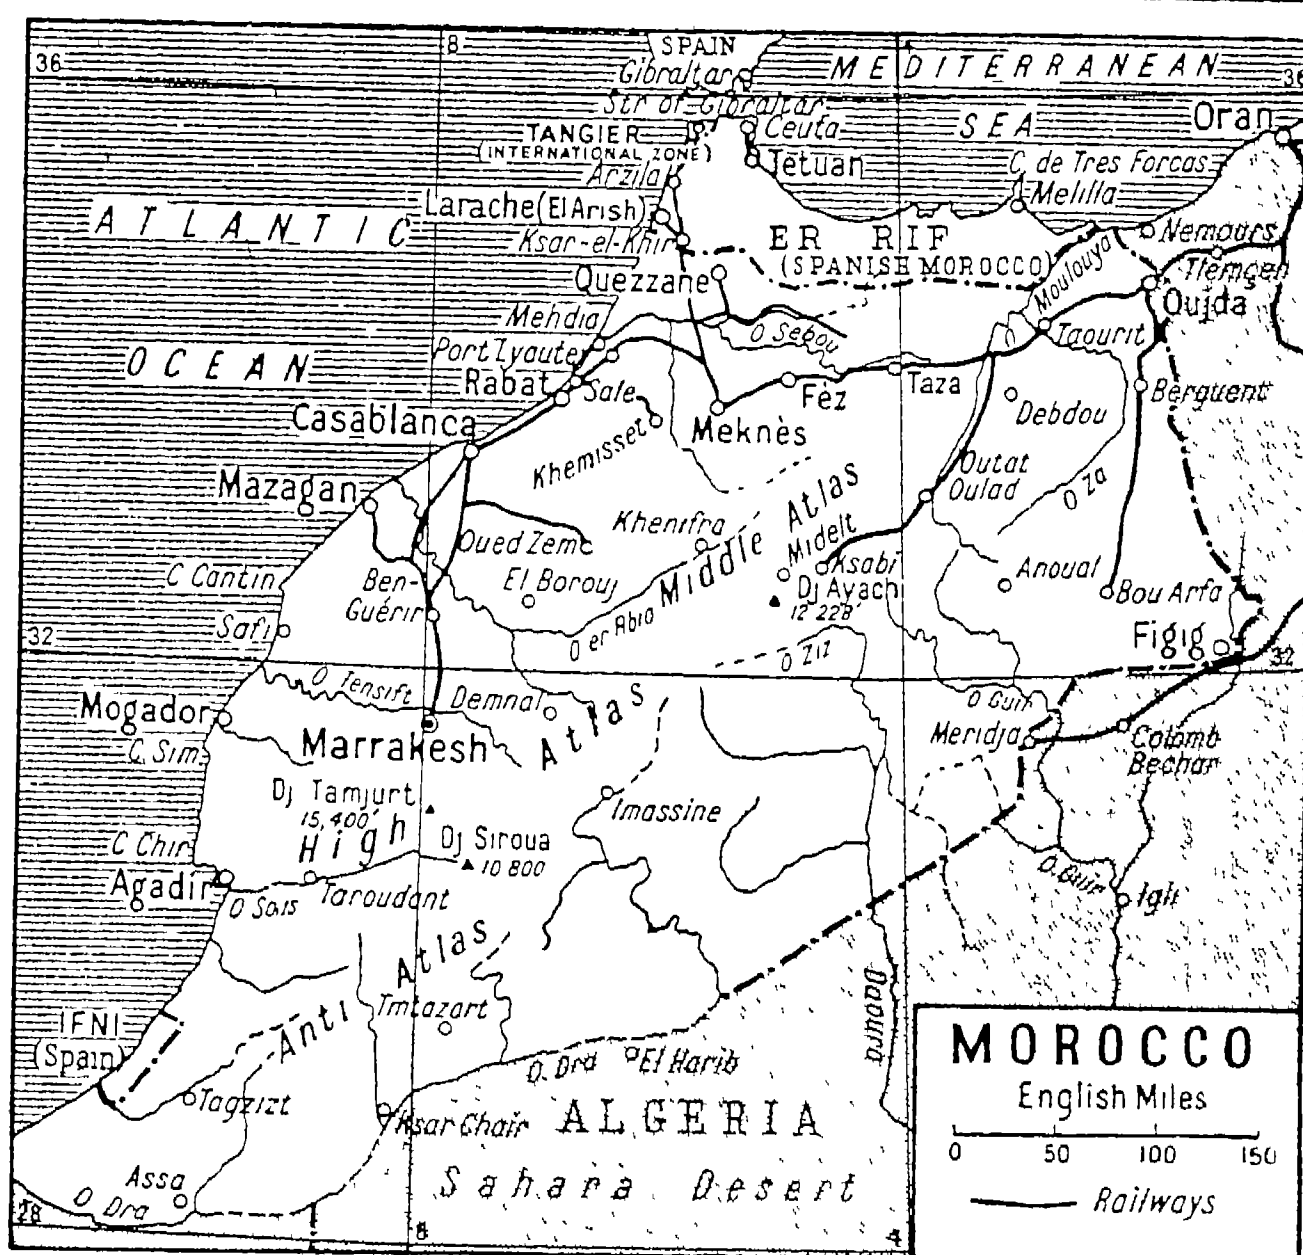 8
SPAIN
36
Gibraltar
MEDITERRANEAN
36
Str of Gibraltar
Oran
TANGIER
Ceuta
SEA
(INTERNATIONAL ZONE)
Tetuan
C. de Tres Forcas
Arzila
Melilla
Larache (El Arish)
ATLANTIC
ER RIF
Nemours
Ksar-el-Khir
(SPANISH MOROCCO)
Moulouya
Tlemçen
Quezzane
Oujda
Mehdia
O Sebou
Taourit
Port Lyautey
OCEAN
Rabat
Sale
Fèz
Taza
Berguent
Debdou
Casablanca
Khemisset
Meknès
Outat
Oulad
O Za
Mazagan
Khenifra
Middle Atlas
Midelt
Oued Zem
Ksabi
C Cantin
Ben-
Guérir
El Borouj
Dj Ayachi
12 228'
Anoual
Bou Arfa
Safi
O er Rbia
Figig
32
O Ziz
32
O Tensift
Demnal
O Guir
Mogador
Marrakesh
High Atlas
Meridja
Colomb
Bechar
C. Sim
Dj Tamjurt
15,400'
Imassine
C Chir
Dj Siroua
10 800
O. Guir
Agadir
O Sous
Taroudant
Igli
Anti Atlas
Daoura
IFNI
(Spain)
Tmtazart
MOROCCO
O. Dra
El Harib
English Miles
Tagzizt
Ksar Chair
ALGERIA
0 50 100 150
Assa
Sahara Desert
O Dra
Railways
28
8
4